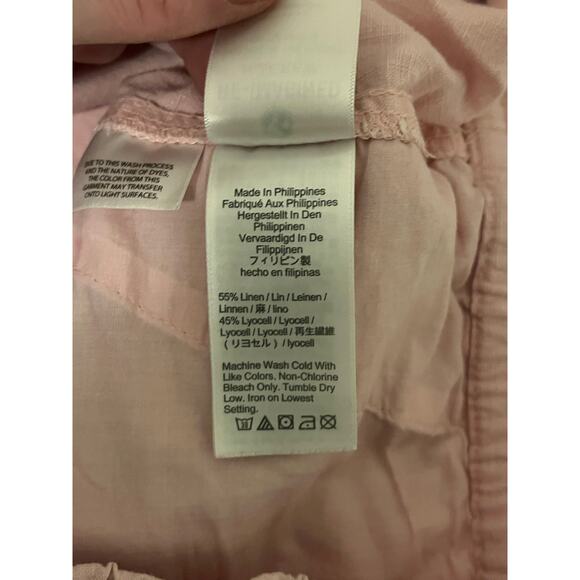 RE-IMAGINED
DUE TO THIS WASH PROCESS
AND THE NATURE OF DYES,
THE COLOR FROM THIS
GARMENT MAY TRANSFER
ONTO LIGHT SURFACES.
Made In Philippines
Fabriqué Aux Philippines
Hergestellt In Den
Philippinen
Vervaardigd In De
Filippijnen
フィリピン製
hecho en filipinas
55% Linen / Lin / Leinen /
Linnen / 麻 / lino
45% Lyocell / Lyocell /
Lyocell / Lyocell / 再生繊維
（リヨセル）/ lyocell
Machine Wash Cold With
Like Colors. Non-Chlorine
Bleach Only. Tumble Dry
Low. Iron on Lowest
Setting.